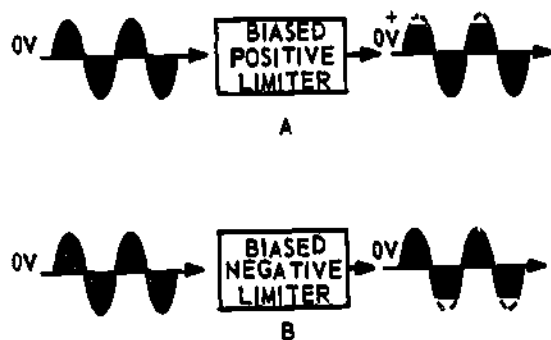 +
0V
0V
BIASED
POSITIVE
LIMITER
A
0V
0V
BIASED
NEGATIVE
LIMITER
B